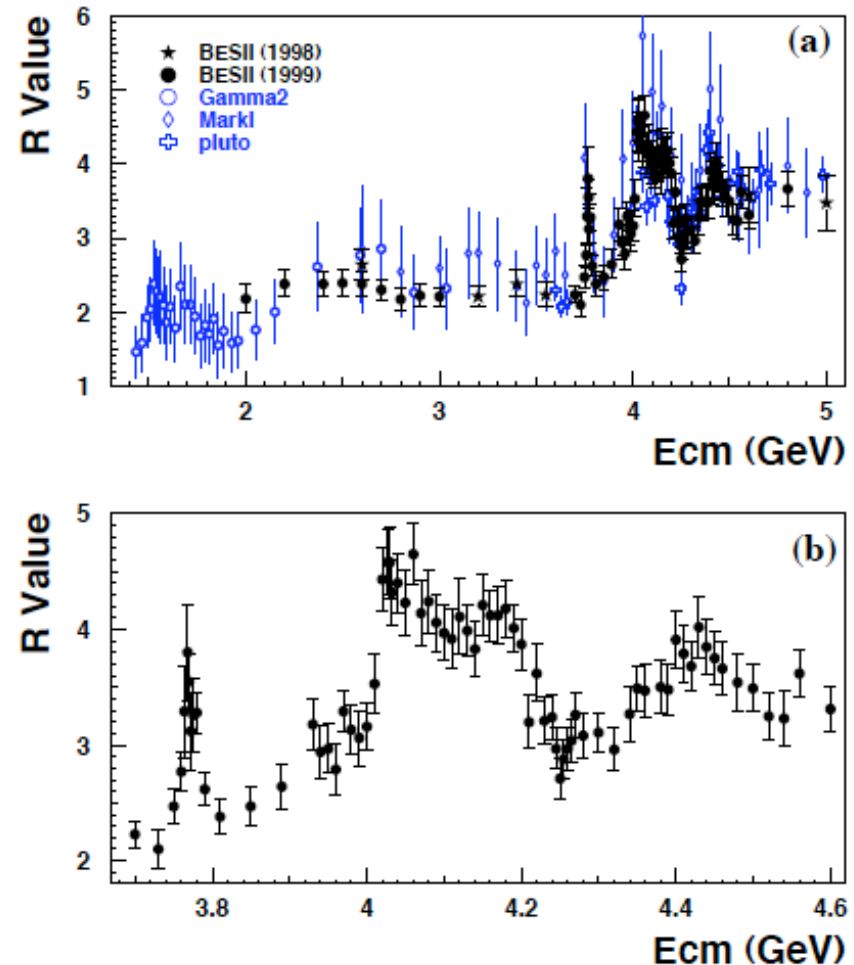 (a)
R Value
6
5
4
3
2
1
BESII (1998)
BESII (1999)
Gamma2
MarkI
pluto
2 3 4 5
Ecm (GeV)
(b)
R Value
5
4
3
2
3.8 4 4.2 4.4 4.6
Ecm (GeV)